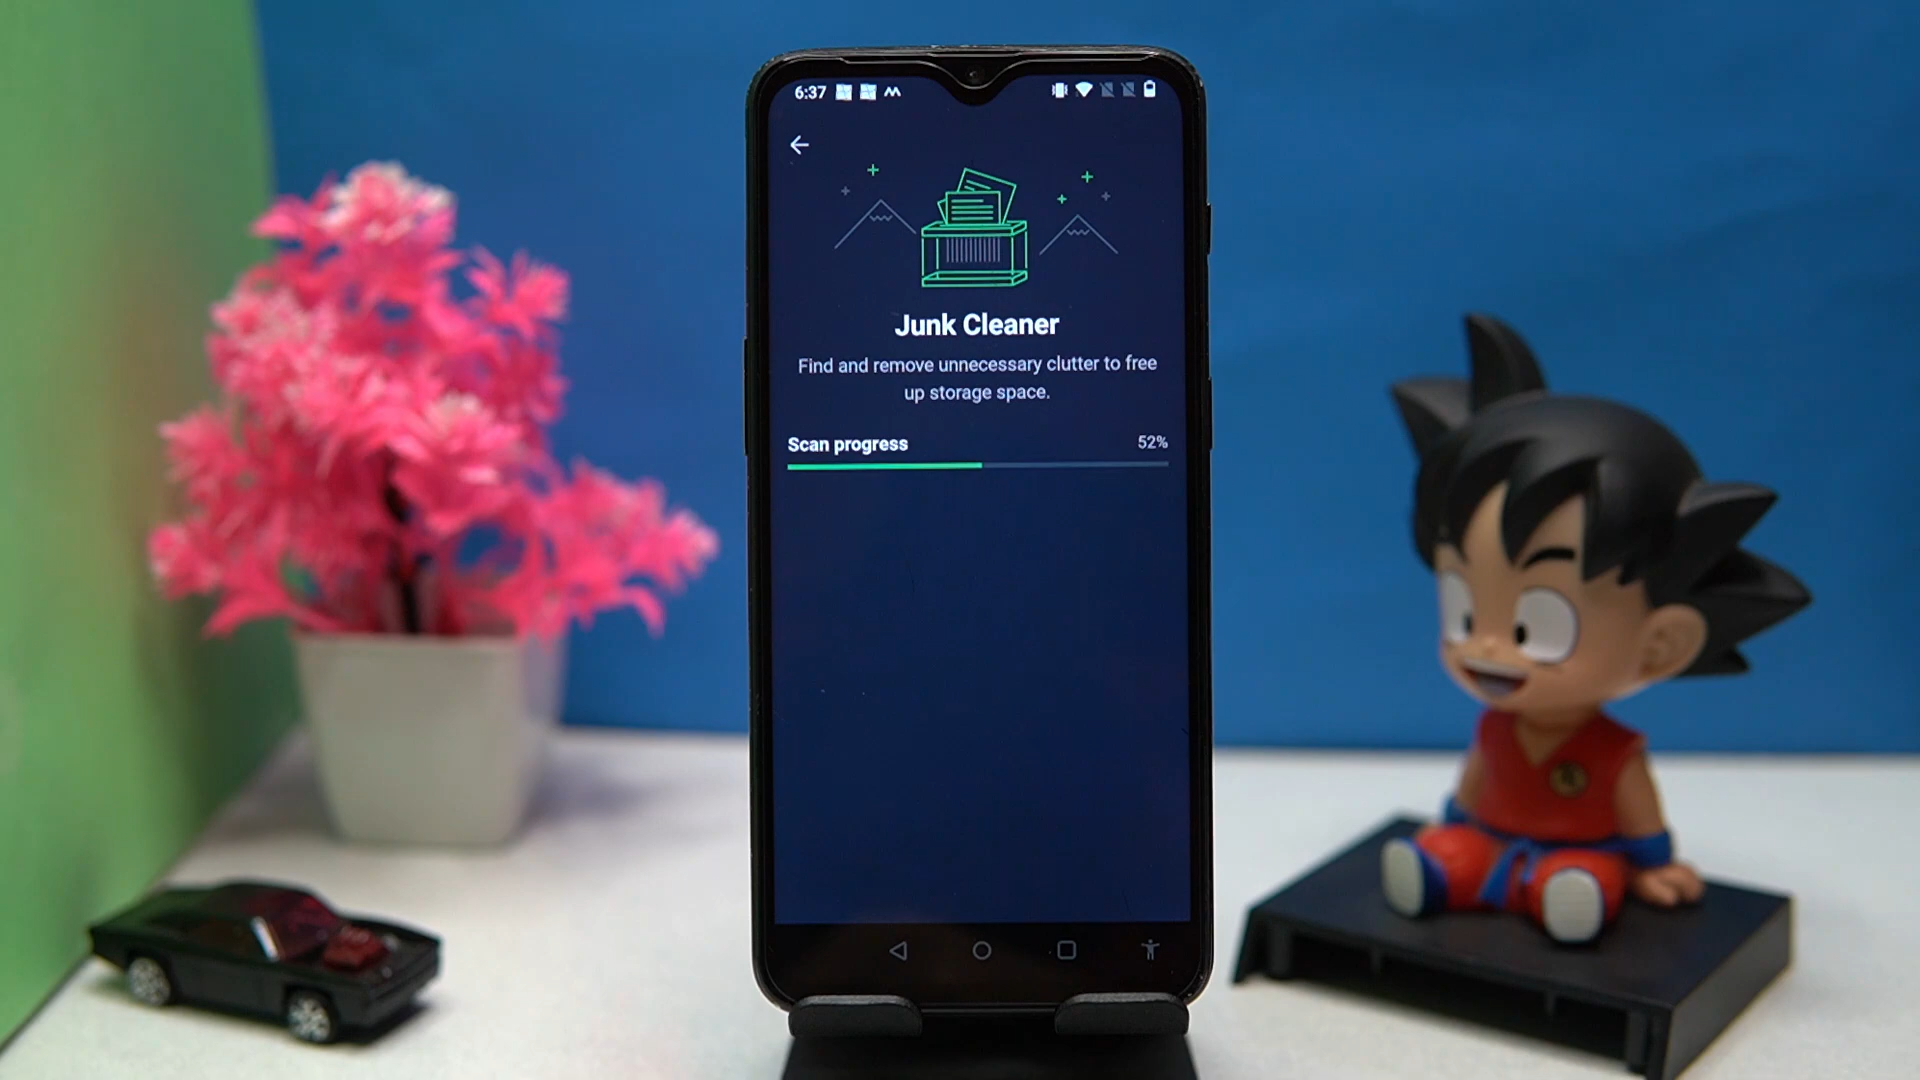 6:37
Junk Cleaner
Find and remove unnecessary clutter to free
up storage space.
Scan progress 52%